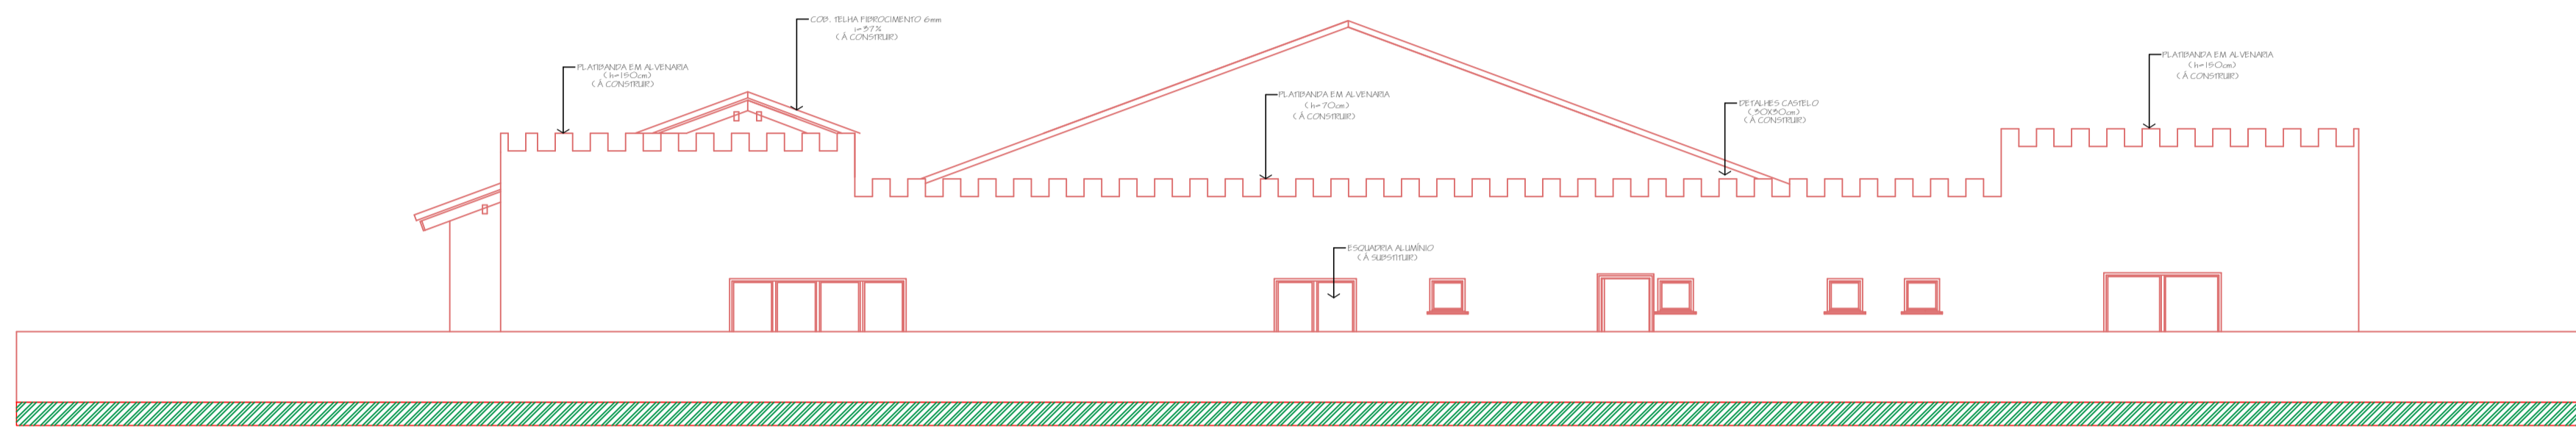 COB. TELHA FIBROCIMENTO 6mm
i=37%
(À CONSTRUIR)
PLATIBANDA EM ALVENARIA
(h=150cm)
(À CONSTRUIR)
PLATIBANDA EM ALVENARIA
(h=70cm)
(À CONSTRUIR)
DETALHES CASTELO
(30X30cm)
(À CONSTRUIR)
PLATIBANDA EM ALVENARIA
(h=150cm)
(À CONSTRUIR)
ESQUADRIA ALUMÍNIO
(À SUBSTITUIR)